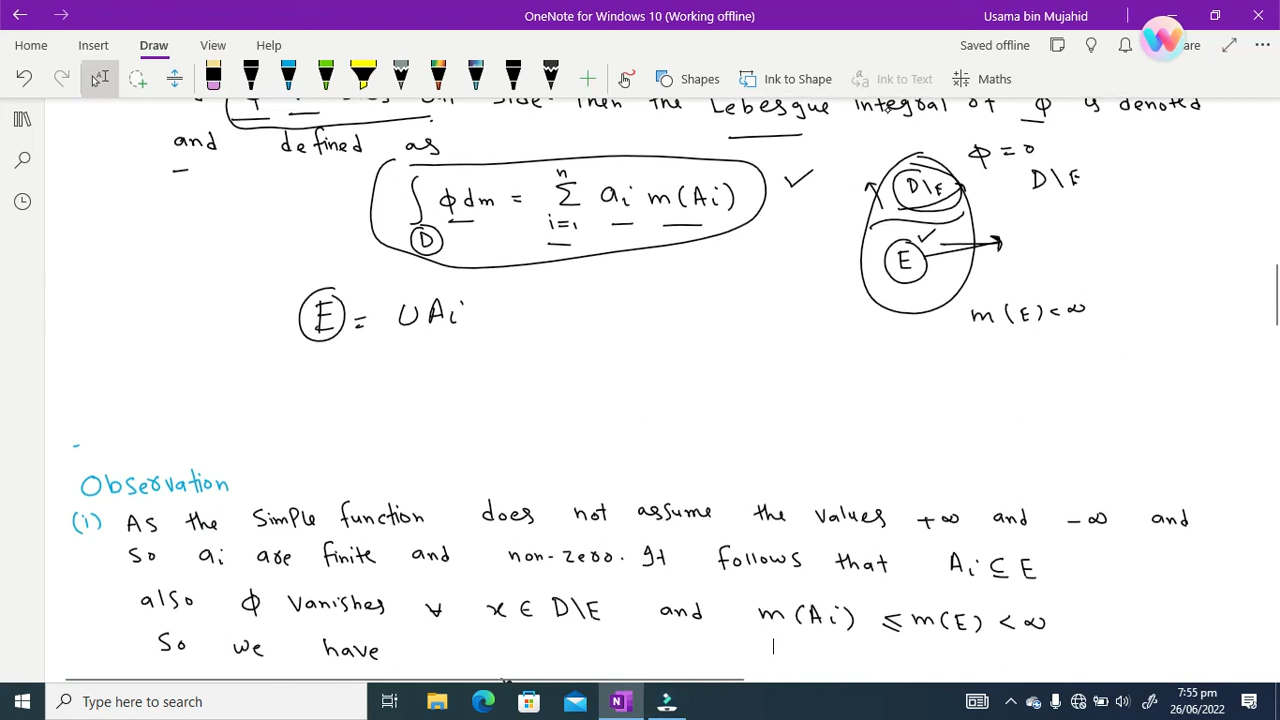 OneNote for Windows 10 (Working offline)
Usama bin Mujahid
Home Insert Draw View Help
Saved offline
Shapes
Ink to Shape
Ink to Text
Maths
side. Then the Lebesgue integral of ϕ is denoted
and defined as
∫ ϕdm = ∑ ai m(Ai)
n
i=1
D
ϕ = 0
D\E
D\E
E
m(E) < ∞
E = ∪Ai
Observation
(i) As the Simple function does not assume the values +∞ and -∞ and
so ai are finite and non-zero. It follows that Ai ⊆ E
also ϕ vanishes ∀ x ∈ D\E and m(Ai) ≤ m(E) < ∞
So we have
Type here to search
7:55 pm
26/06/2022